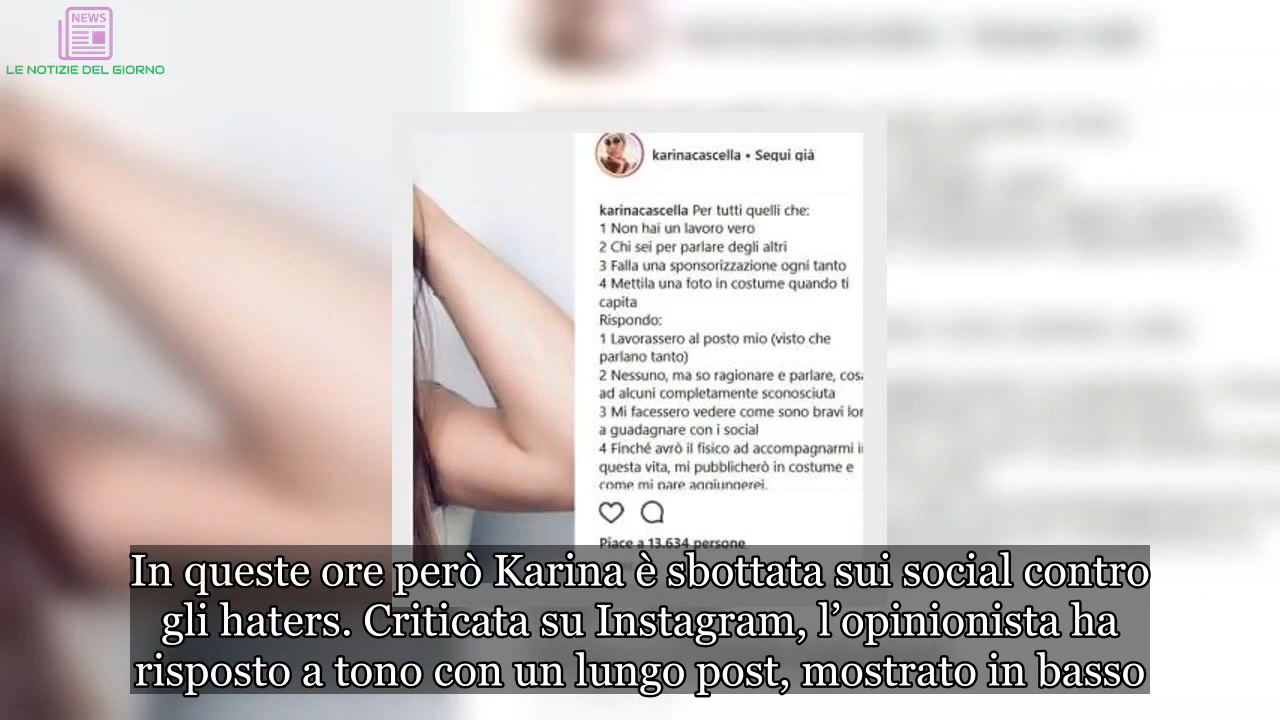 NEWS
LE NOTIZIE DEL GIORNO
karinacascella • Segui già
karinacascella Per tutti quelli che:
1 Non hai un lavoro vero
2 Chi sei per parlare degli altri
3 Falla una sponsorizzazione ogni tanto
4 Mettila una foto in costume quando ti
capita
Rispondo:
1 Lavorassero al posto mio (visto che
parlano tanto)
2 Nessuno, ma so ragionare e parlare, cosa
ad alcuni completamente sconosciuta
3 Mi facessero vedere come sono bravi
a guadagnare con i social
4 Finché avrò il fisico ad accompagnarmi
questa vita, mi pubblicherò in costume e
come mi pare aggiungerei.
Piace a 13.634 persone
In queste ore però Karina è sbottata sui social contro
gli haters. Criticata su Instagram, l’opinionista ha
risposto a tono con un lungo post, mostrato in basso